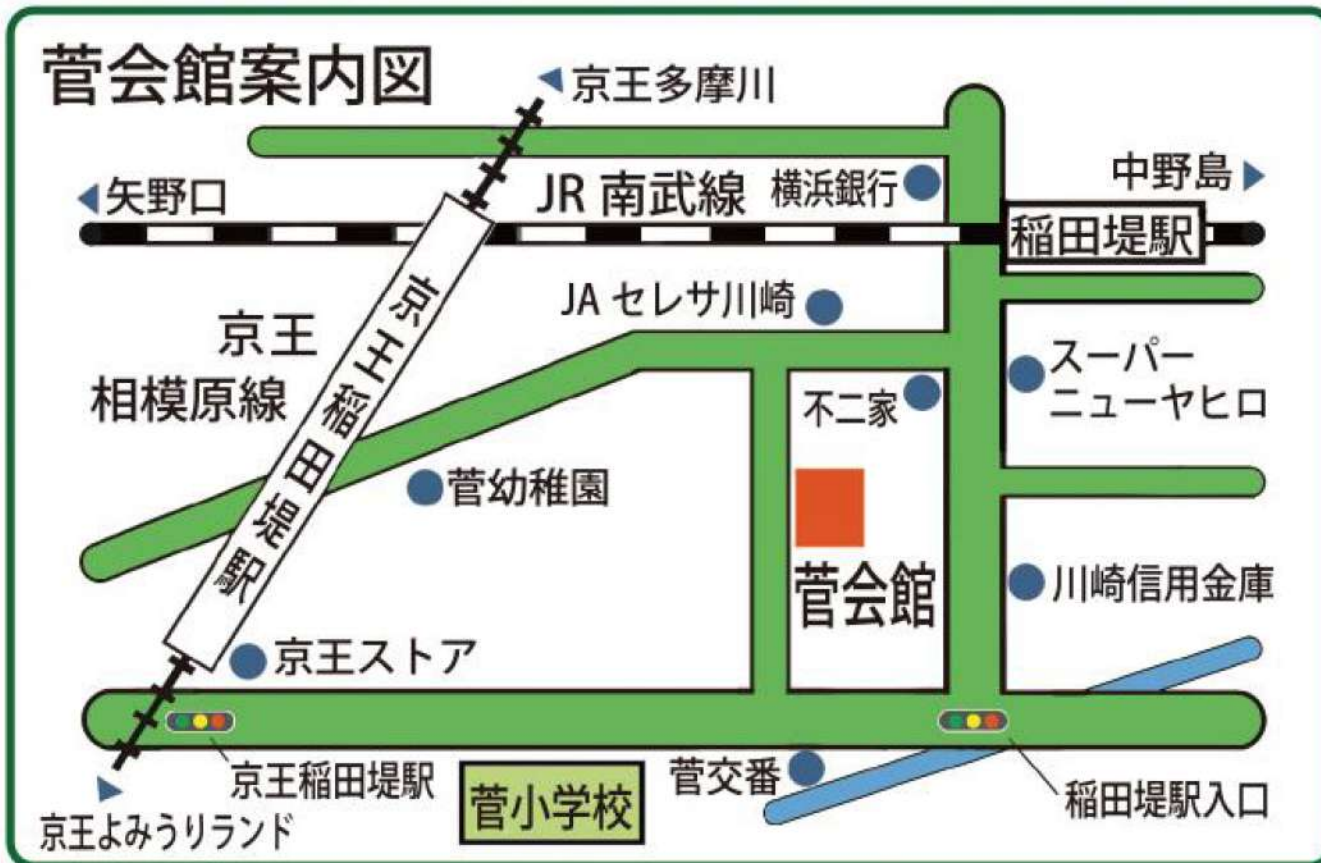 菅会館案内図
京王多摩川
矢野口
JR 南武線
横浜銀行
中野島
稲田堤駅
JA セレサ川崎
京王
相模原線
京王稲田堤駅
スーパー
ニューヤヒロ
不二家
菅幼稚園
菅会館
川崎信用金庫
京王ストア
京王稲田堤駅
菅小学校
菅交番
稲田堤駅入口
京王よみうりランド